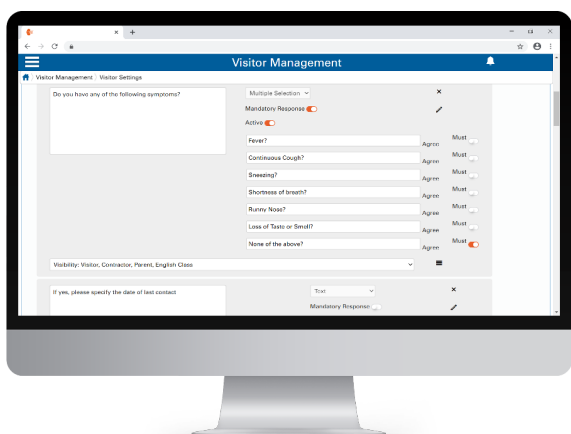 Visitor Management
Visitor Management Visitor Settings
Do you have any of the following symptoms?
Multiple Selection
Mandatory Response
Active
Fever?
Agree
Must
Continuous Cough?
Agree
Must
Sneezing?
Agree
Must
Shortness of breath?
Agree
Must
Runny Nose?
Agree
Must
Loss of Taste or Smell?
Agree
Must
None of the above?
Agree
Must
Visibility: Visitor, Contractor, Parent, English Class
If yes, please specify the date of last contact
Text
Mandatory Response